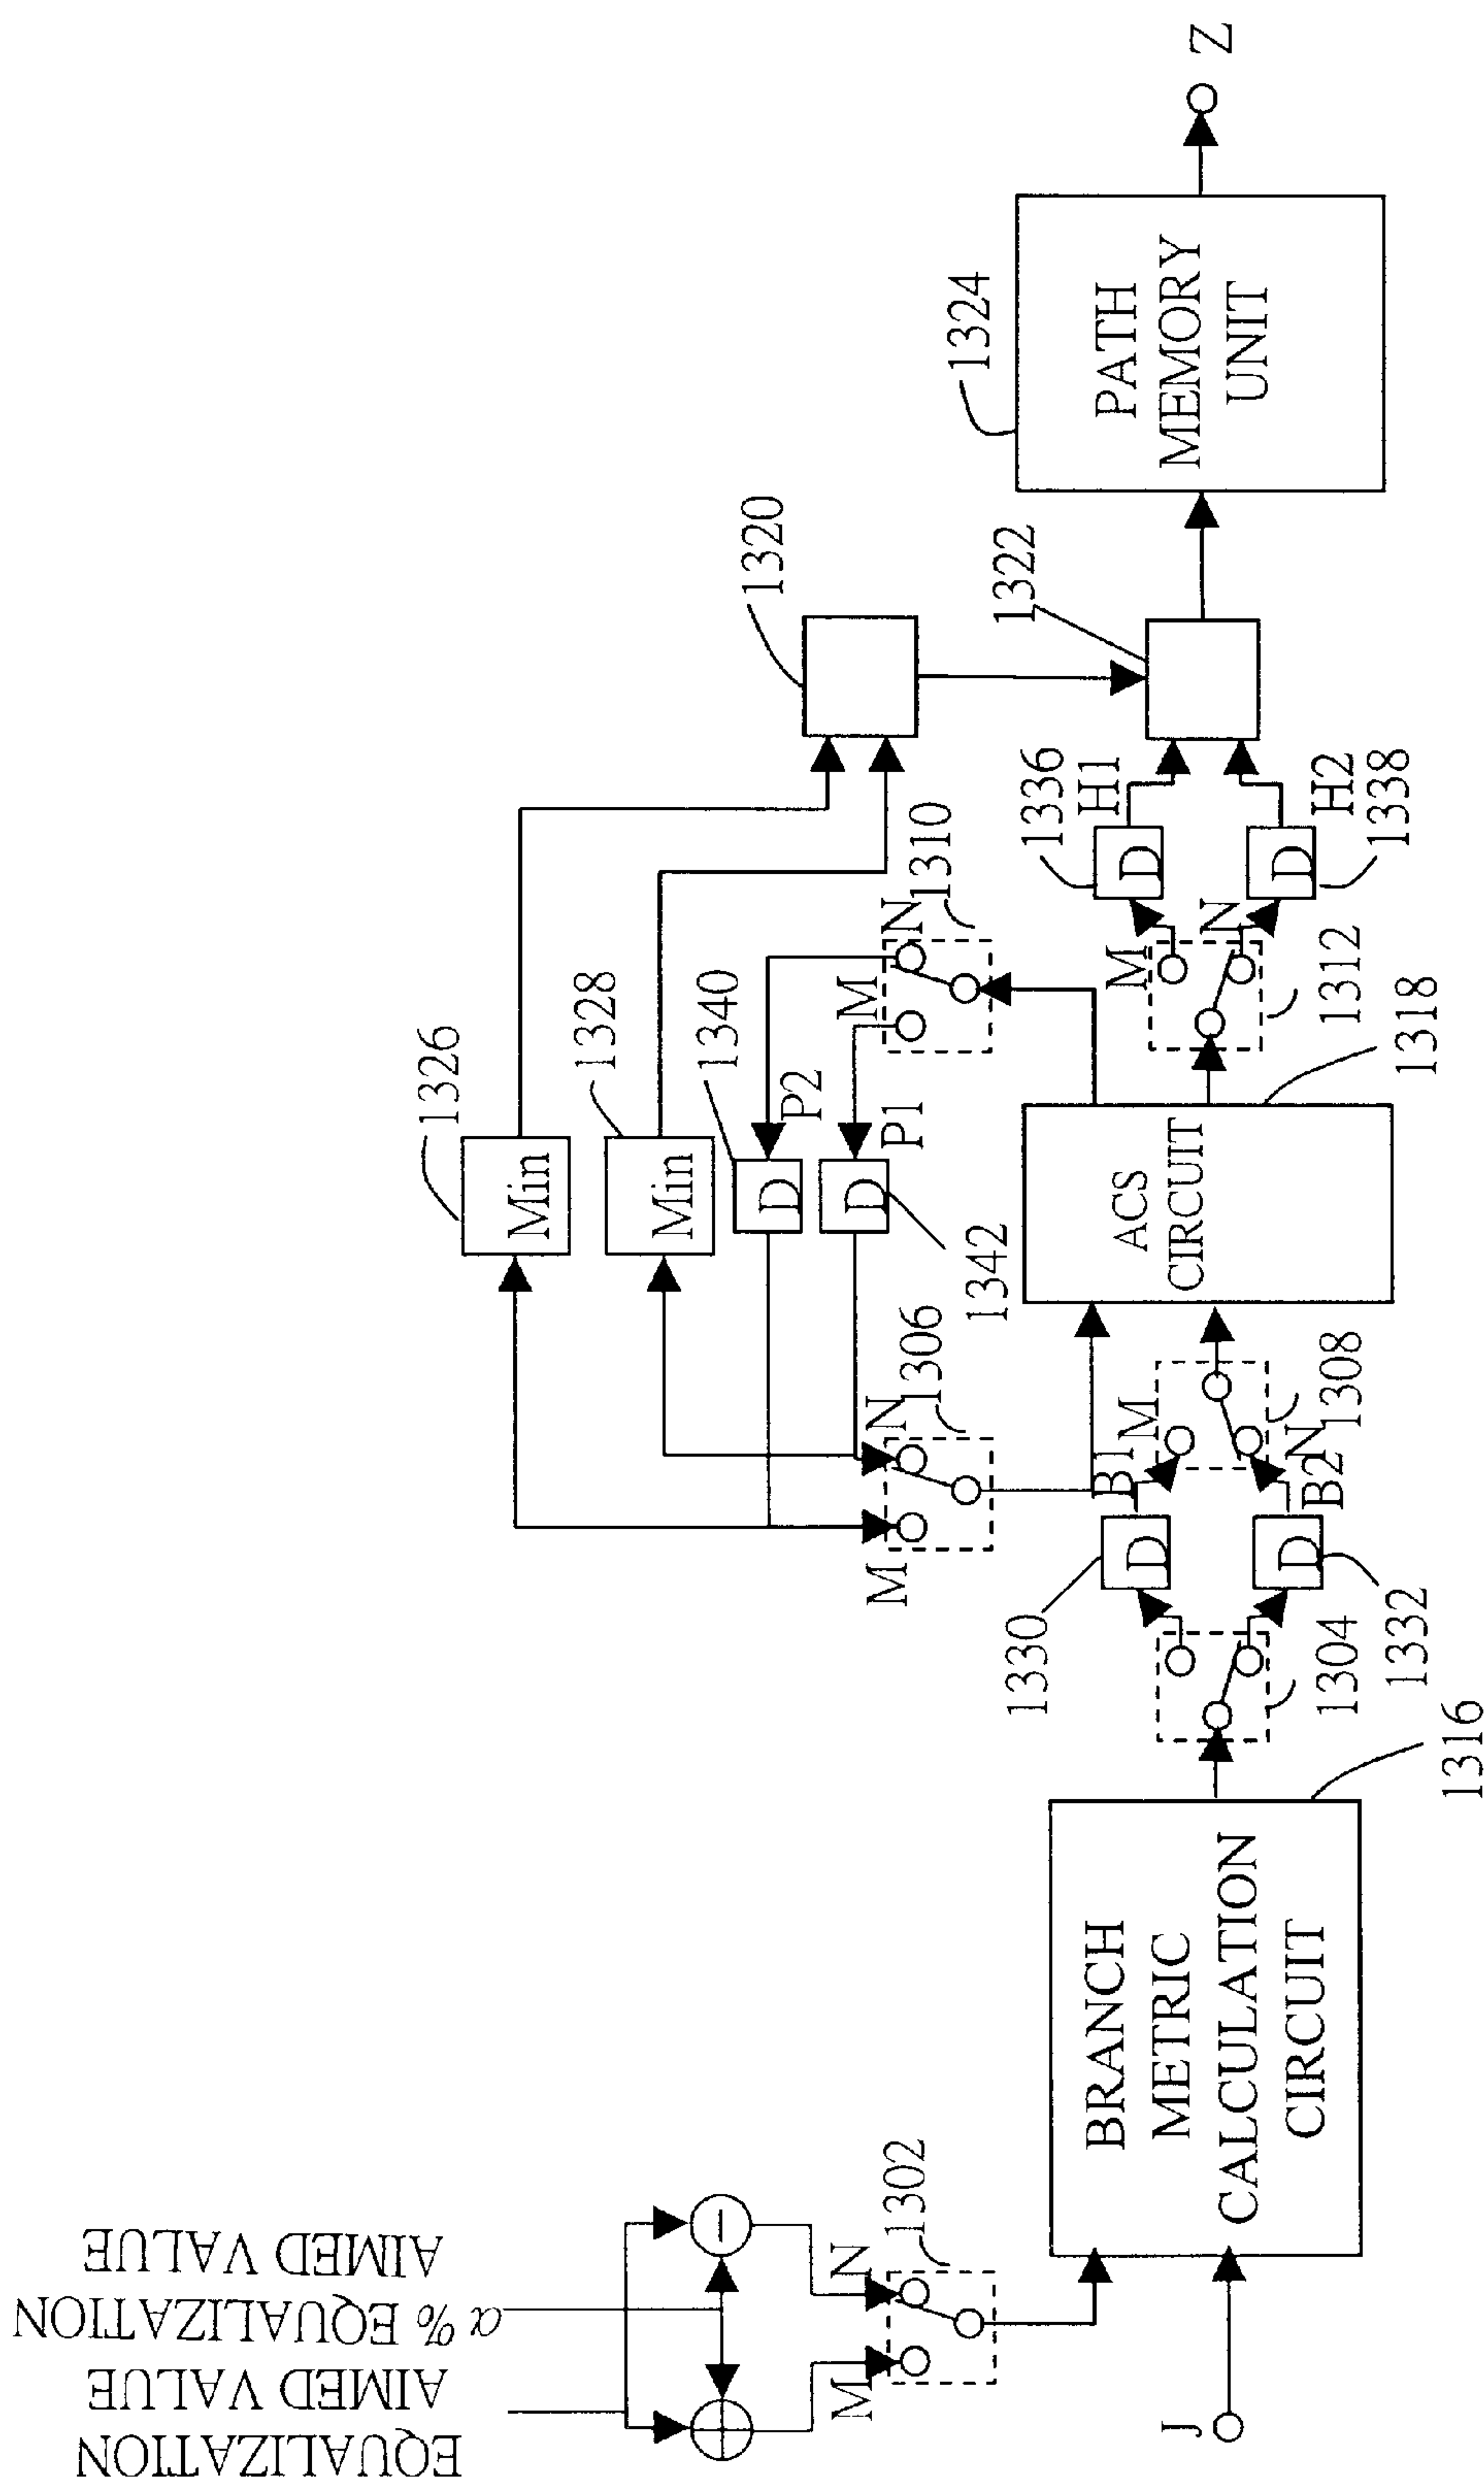 EQUALIZATION
AIMED VALUE
α% EQUALIZATION
AIMED VALUE
M
N
1302
J
BRANCH
METRIC
CALCULATION
CIRCUIT
1316
1304
1330
D
B1
1332
D
B2
M
N
1308
M
N
1306
1326
Min
1328
Min
1340
D
P2
1342
D
P1
ACS
CIRCUIT
1318
M
N
1310
M
N
1312
1336
D
H1
1338
D
H2
1320
1322
1324
PATH
MEMORY
UNIT
Z